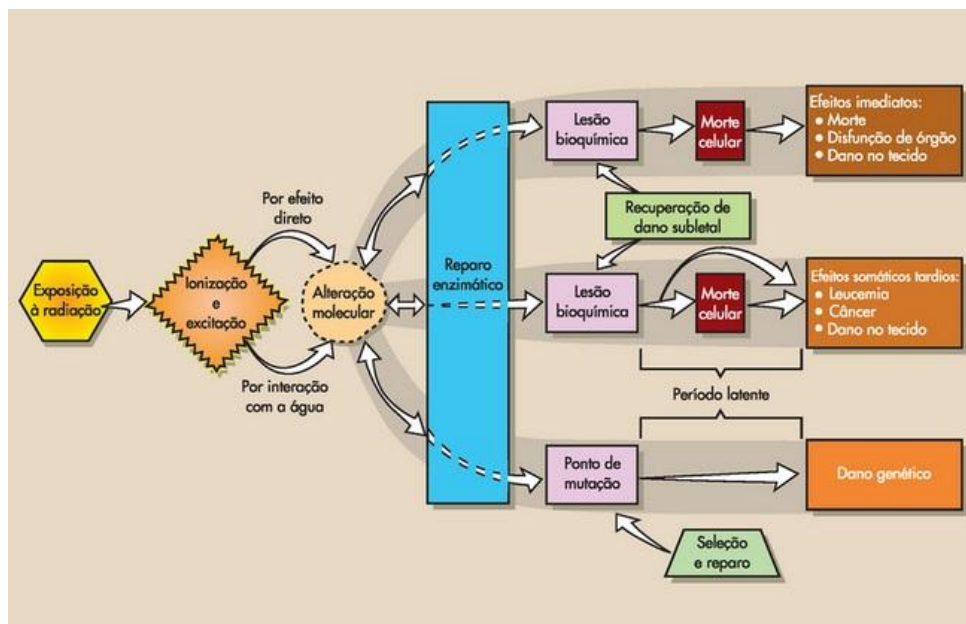 Exposição
à radiação
Ionização
e
excitação
Por efeito
direto
Por interação
com a água
Alteração
molecular
Reparo
enzimático
Lesão
bioquímica
Morte
celular
Efeitos imediatos:
• Morte
• Disfunção de órgão
• Dano no tecido
Recuperação de
dano subletal
Lesão
bioquímica
Morte
celular
Efeitos somáticos tardios:
• Leucemia
• Câncer
• Dano no tecido
Período latente
Ponto de
mutação
Dano genético
Seleção
e reparo